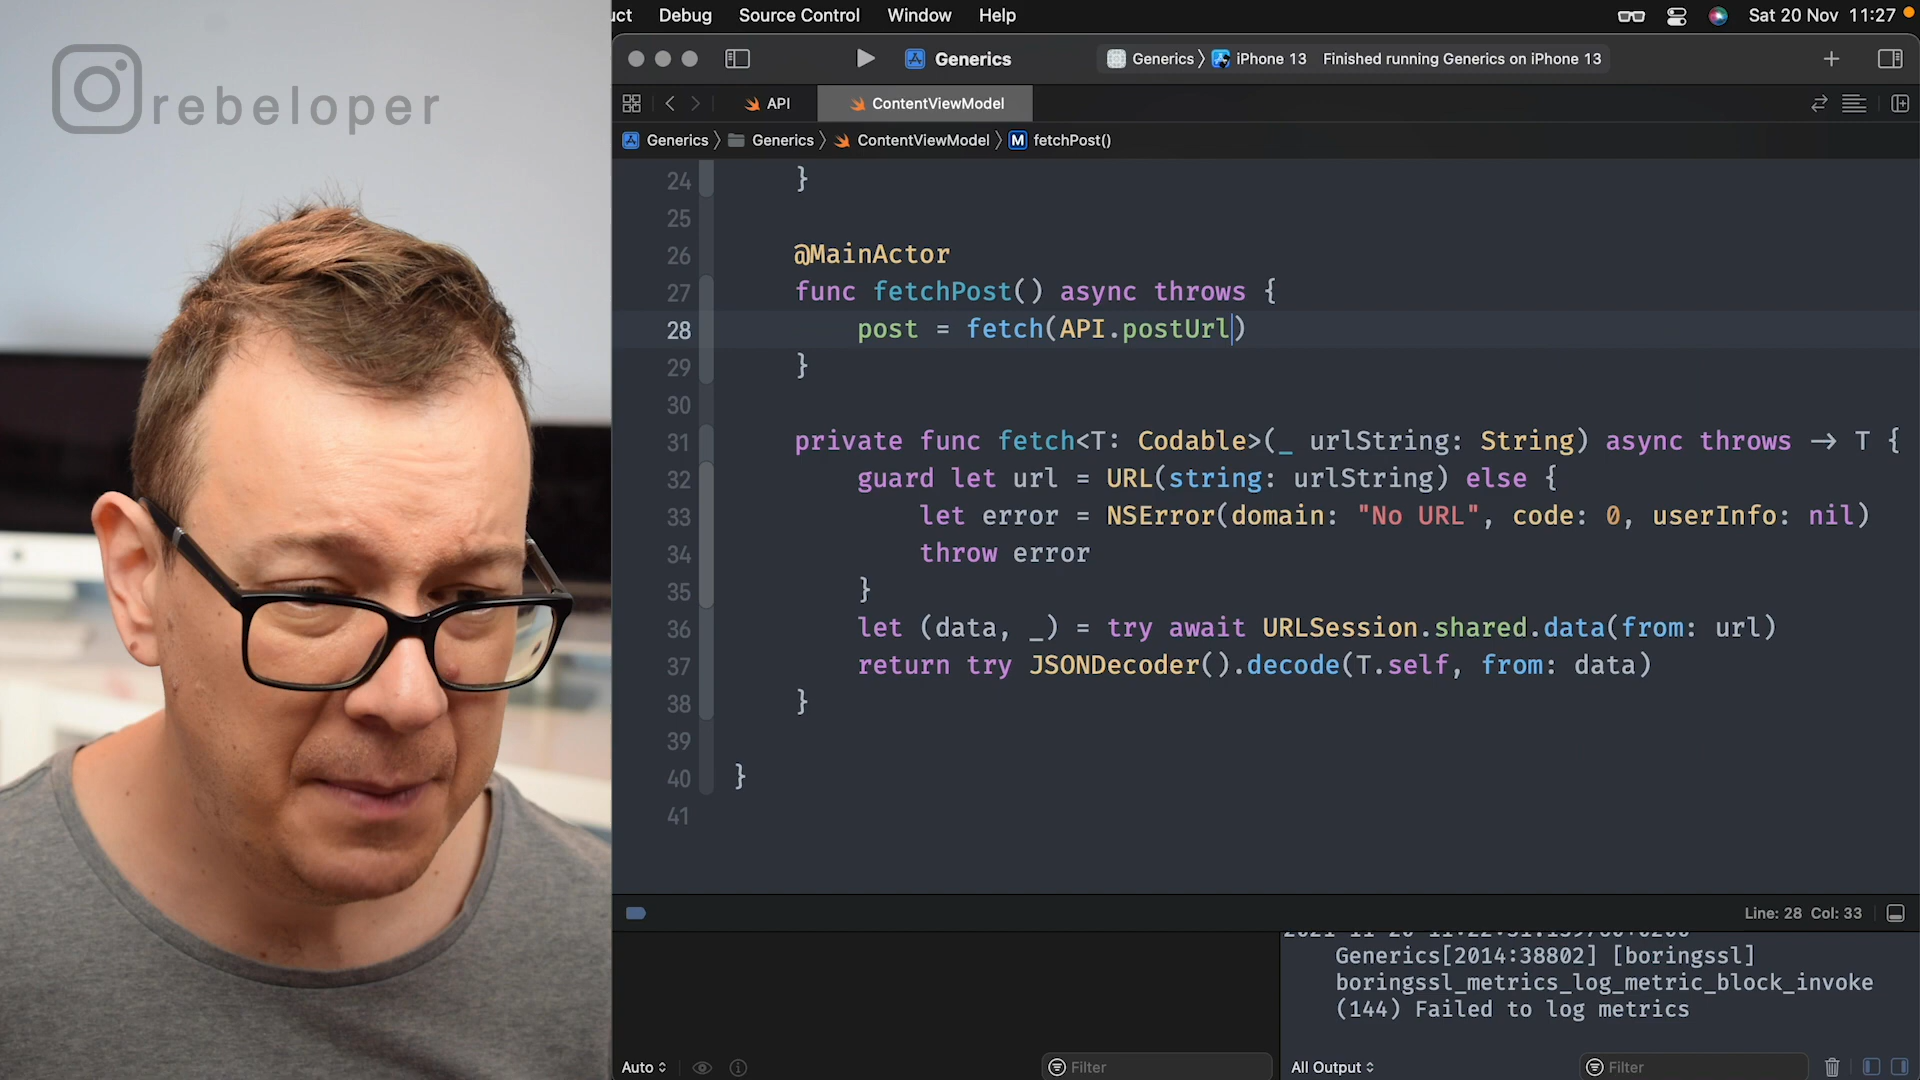 uct Debug Source Control Window Help Sat 20 Nov 11:27
rebeloper
Generics Generics iPhone 13 Finished running Generics on iPhone 13
API ContentViewModel
Generics Generics ContentViewModel M fetchPost()
24 }
25
26 @MainActor
27 func fetchPost() async throws {
28 post = fetch(API.postUrl)
29 }
30
31 private func fetch<T: Codable>(_ urlString: String) async throws → T {
32 guard let url = URL(string: urlString) else {
33 let error = NSError(domain: "No URL", code: 0, userInfo: nil)
34 throw error
35 }
36 let (data, _) = try await URLSession.shared.data(from: url)
37 return try JSONDecoder().decode(T.self, from: data)
38 }
39
40 }
41
Line: 28 Col: 33
Generics[2014:38802] [boringssl]
boringssl_metrics_log_metric_block_invoke
(144) Failed to log metrics
Auto Filter All Output Filter